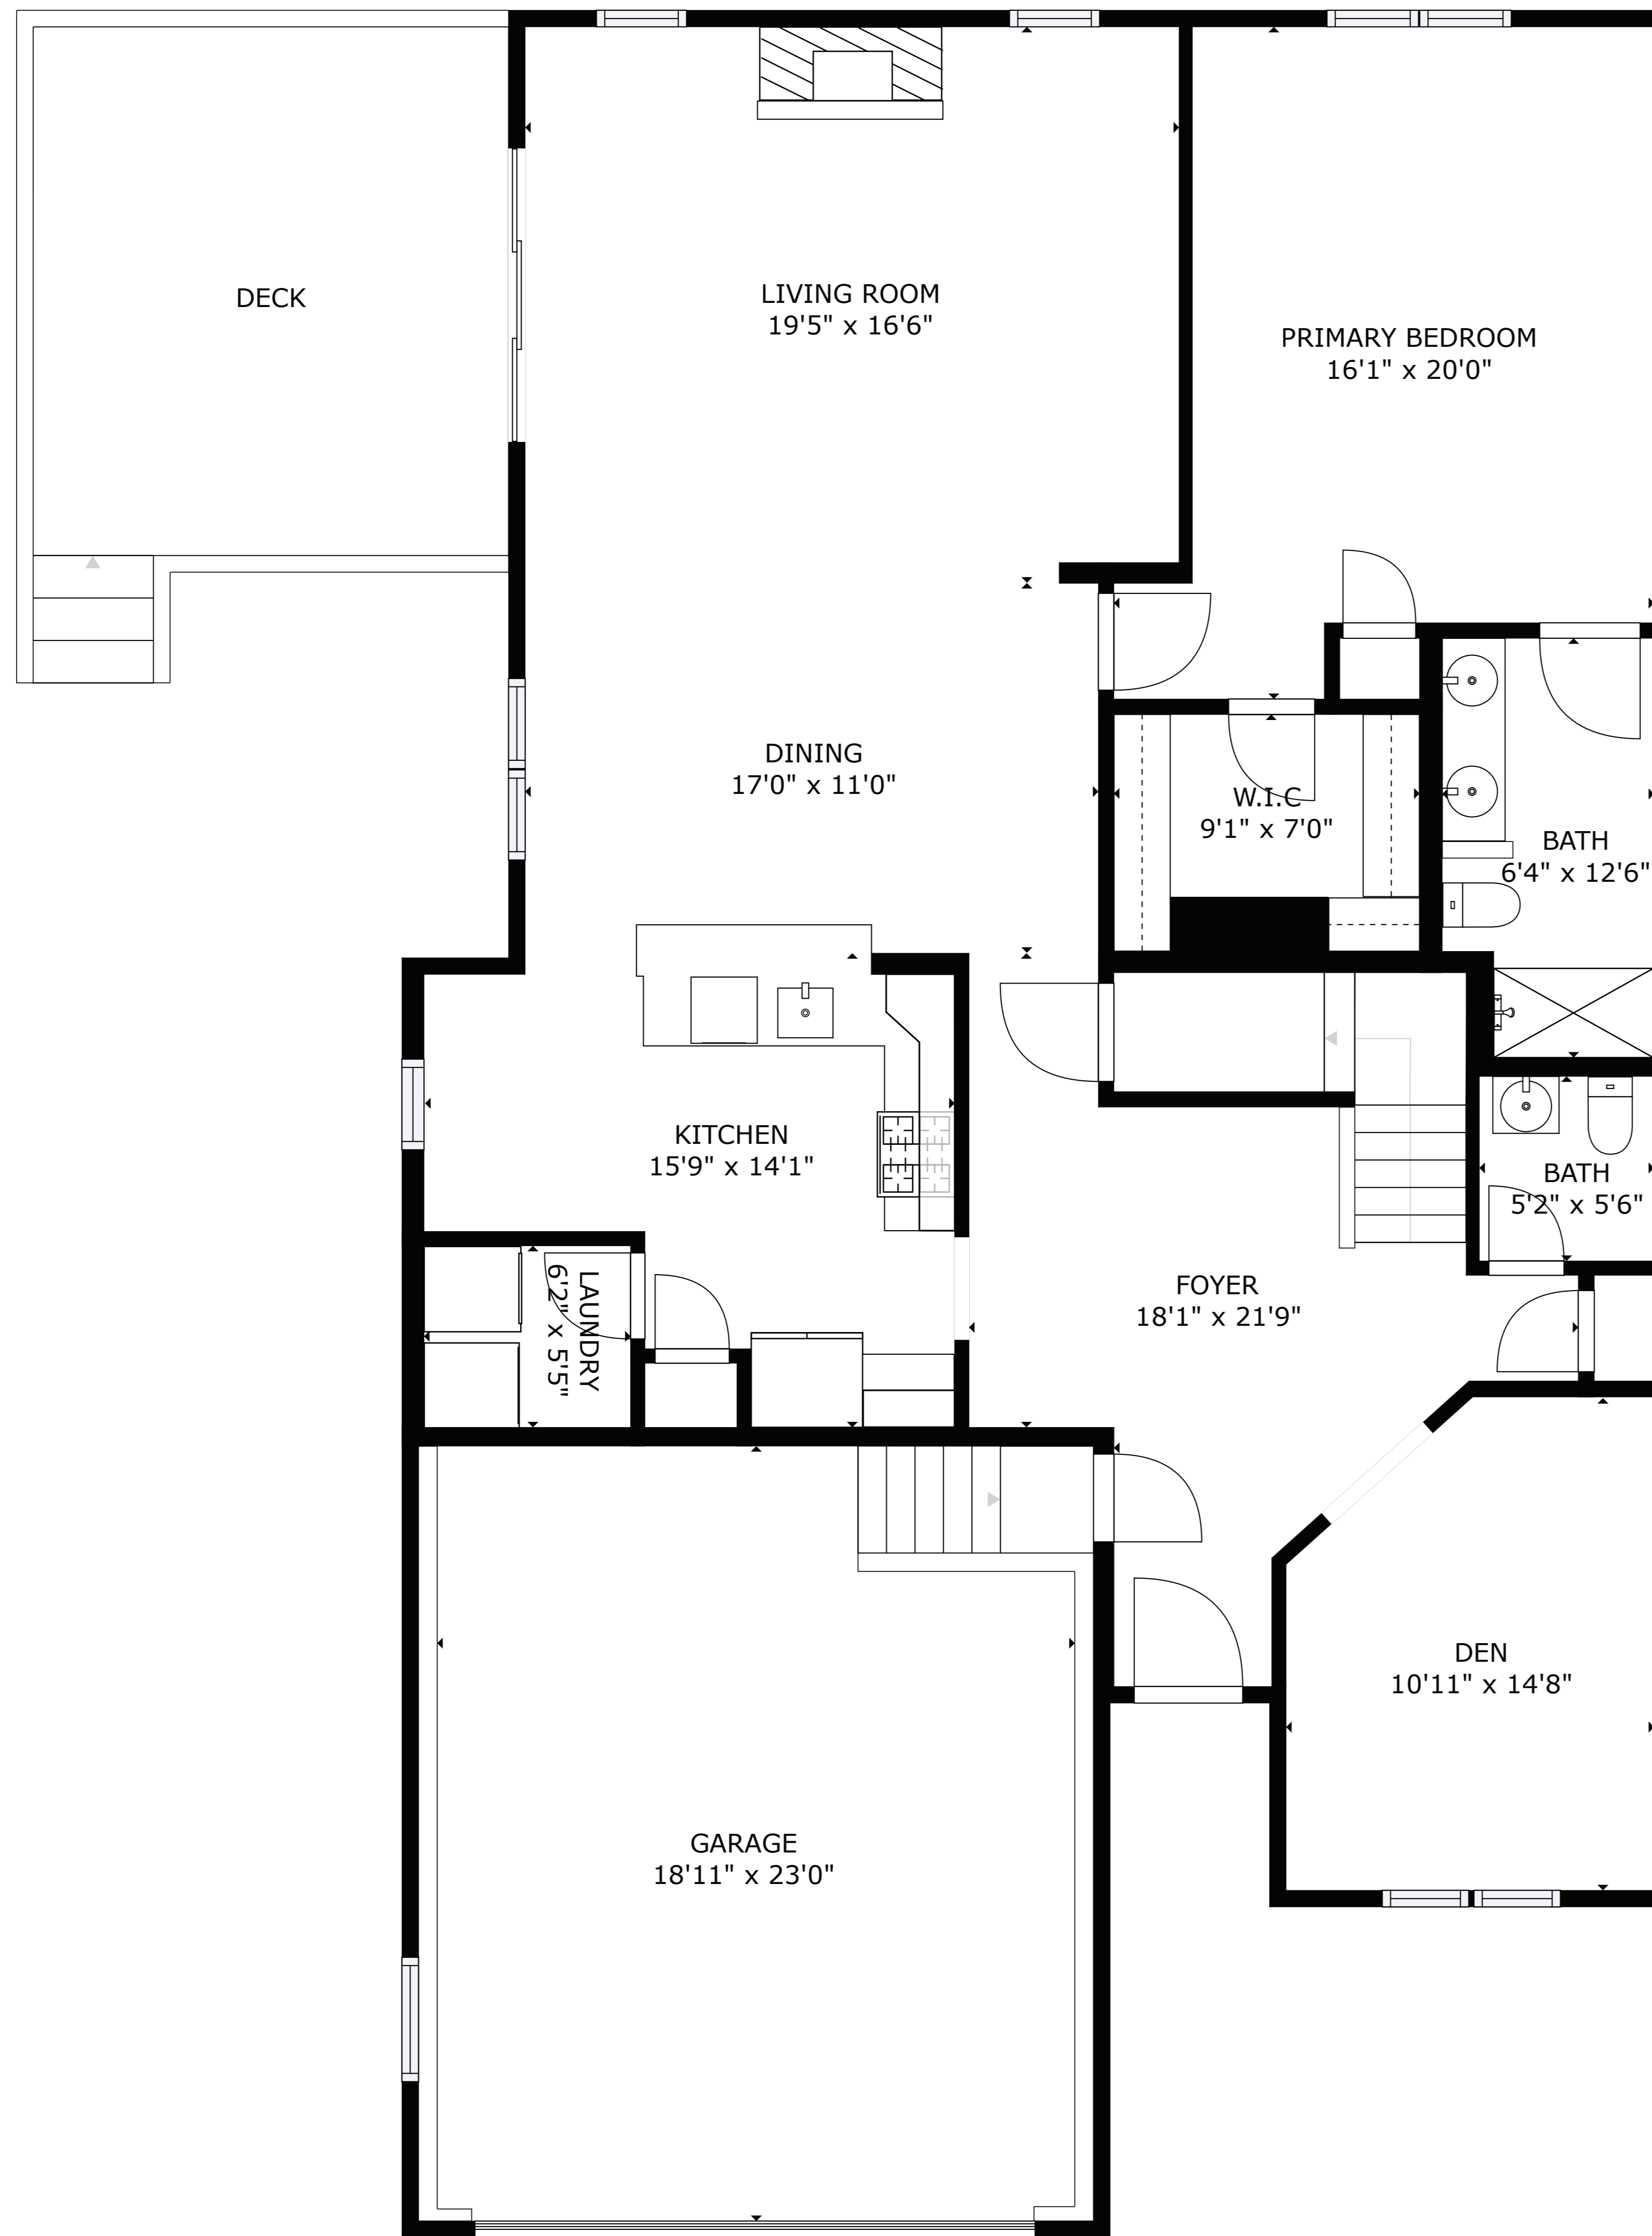 DECK
LIVING ROOM
19'5" x 16'6"
PRIMARY BEDROOM
16'1" x 20'0"
DINING
17'0" x 11'0"
W.I.C
9'1" x 7'0"
BATH
6'4" x 12'6"
KITCHEN
15'9" x 14'1"
BATH
5'2" x 5'6"
LAUNDRY
6'2" x 5'5"
FOYER
18'1" x 21'9"
DEN
10'11" x 14'8"
GARAGE
18'11" x 23'0"